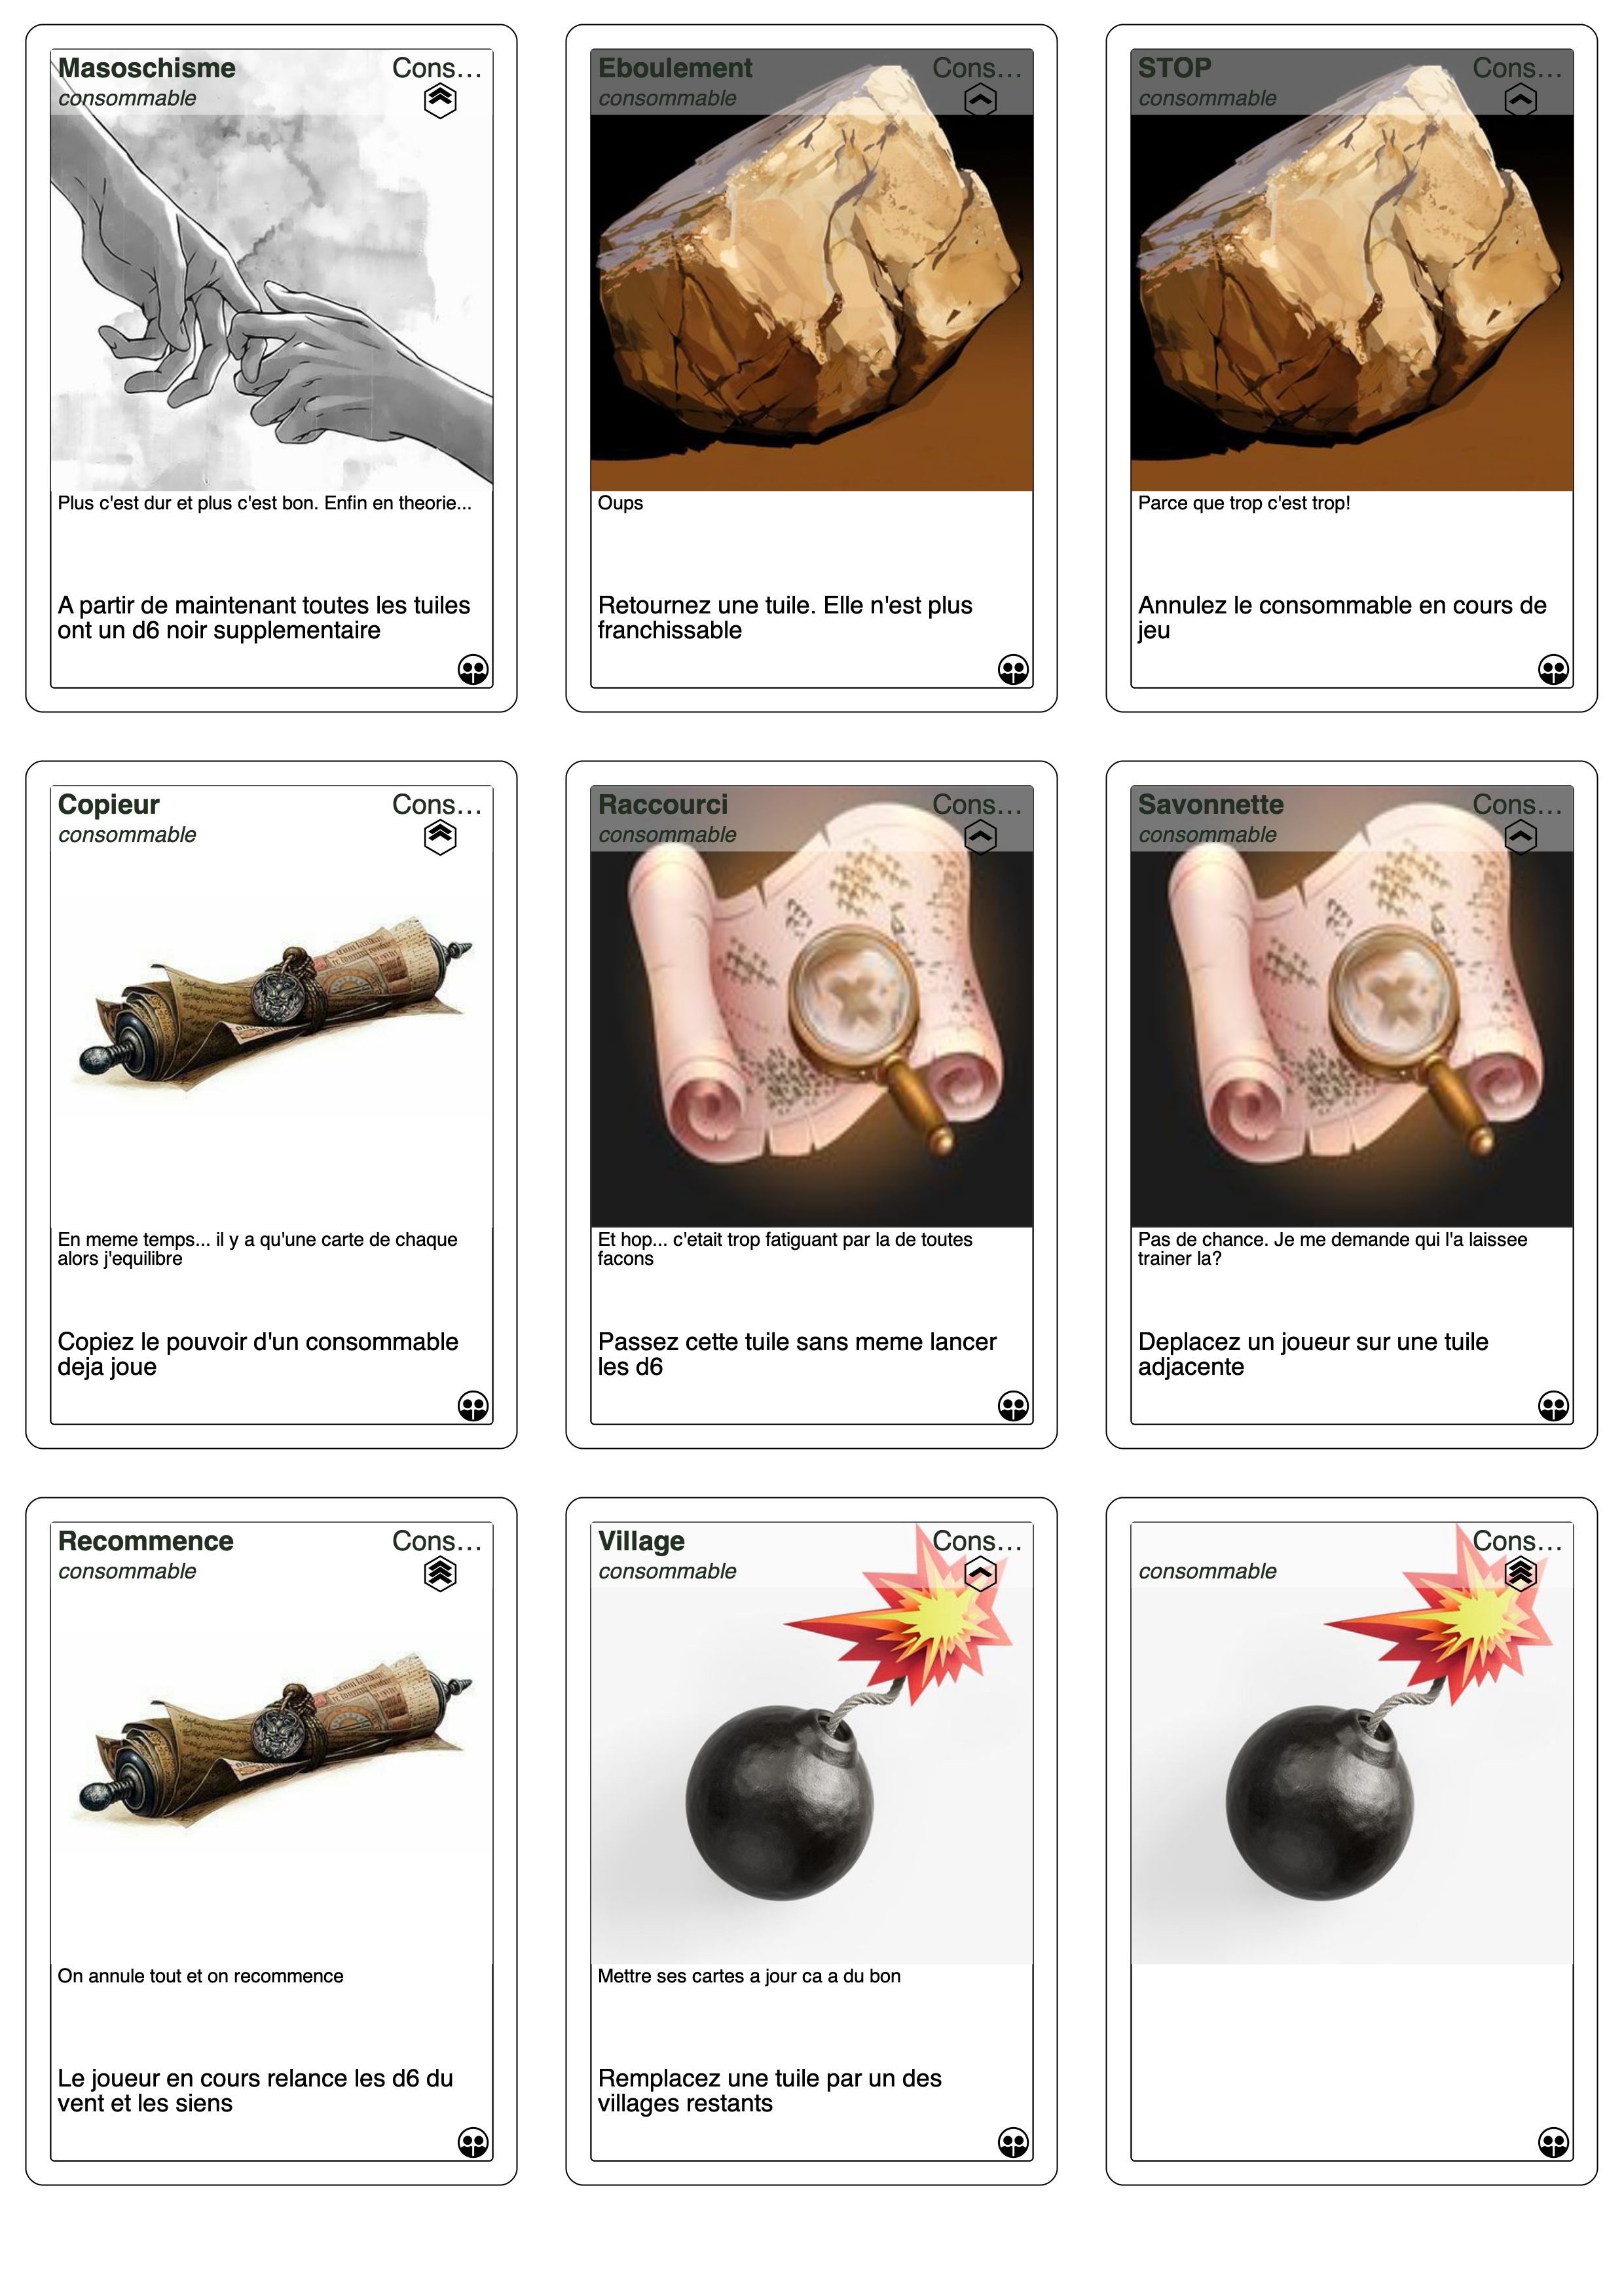 Masoschisme Cons...
consommable
Plus c'est dur et plus c'est bon. Enfin en theorie...
A partir de maintenant toutes les tuiles
ont un d6 noir supplementaire
Eboulement Cons...
consommable
Oups
Retournez une tuile. Elle n'est plus
franchissable
STOP Cons...
consommable
Parce que trop c'est trop!
Annulez le consommable en cours de
jeu
Copieur Cons...
consommable
En meme temps... il y a qu'une carte de chaque
alors j'equilibre
Copiez le pouvoir d'un consommable
deja joue
Raccourci Cons...
consommable
Et hop... c'etait trop fatiguant par la de toutes
facons
Passez cette tuile sans meme lancer
les d6
Savonnette Cons...
consommable
Pas de chance. Je me demande qui l'a laissee
trainer la?
Deplacez un joueur sur une tuile
adjacente
Recommence Cons...
consommable
On annule tout et on recommence
Le joueur en cours relance les d6 du
vent et les siens
Village Cons...
consommable
Mettre ses cartes a jour ca a du bon
Remplacez une tuile par un des
villages restants
Cons...
consommable